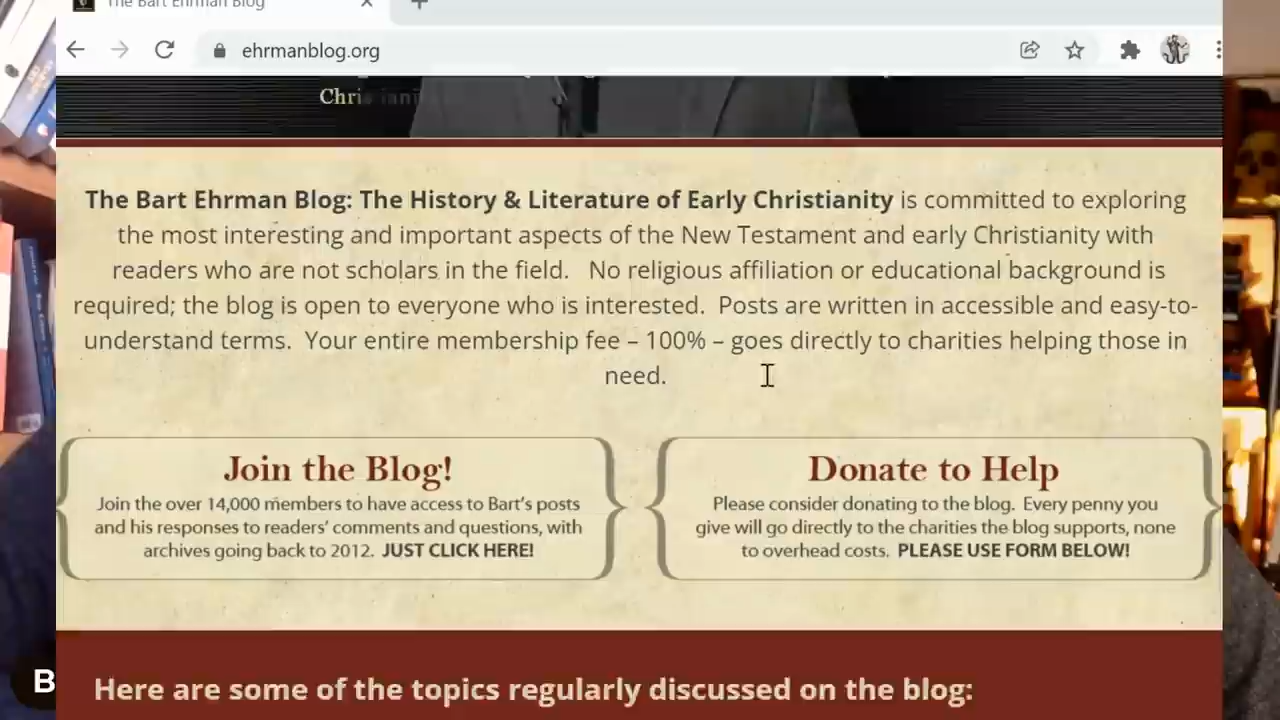 The Bart Ehrman Blog
ehrmanblog.org
The Bart Ehrman Blog: The History & Literature of Early Christianity is committed to exploring
the most interesting and important aspects of the New Testament and early Christianity with
readers who are not scholars in the field. No religious affiliation or educational background is
required; the blog is open to everyone who is interested. Posts are written in accessible and easy-to-
understand terms. Your entire membership fee – 100% – goes directly to charities helping those in
need.
Join the Blog!
Join the over 14,000 members to have access to Bart's posts
and his responses to readers' comments and questions, with
archives going back to 2012. JUST CLICK HERE!
Donate to Help
Please consider donating to the blog. Every penny you
give will go directly to the charities the blog supports, none
to overhead costs. PLEASE USE FORM BELOW!
B
Here are some of the topics regularly discussed on the blog: